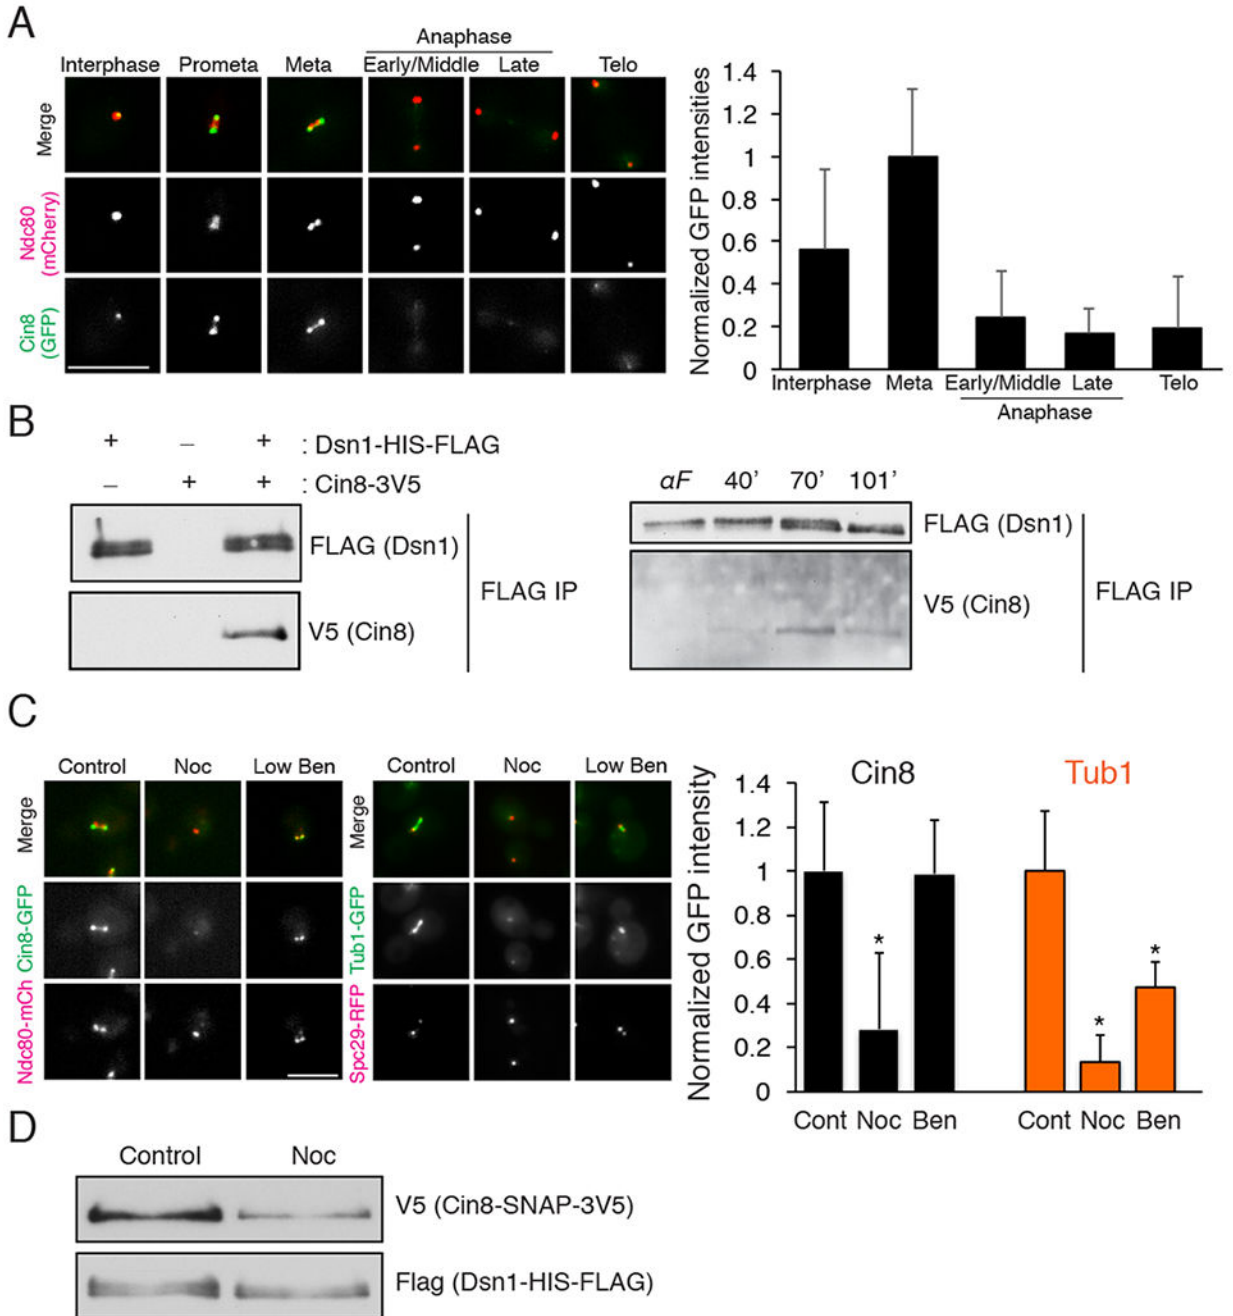 A
Anaphase
Interphase Prometa Meta Early/Middle Late Telo
Merge
Ndc80
(mCherry)
Cin8
(GFP)
Normalized GFP intensities
1.4
1.2
1
0.8
0.6
0.4
0.2
0
Interphase Meta Early/Middle Late Telo
Anaphase
B
+ – + : Dsn1-HIS-FLAG
– + + : Cin8-3V5
FLAG (Dsn1)
V5 (Cin8)
FLAG IP
αF 40' 70' 101'
FLAG (Dsn1)
V5 (Cin8)
FLAG IP
C
Control Noc Low Ben
Merge
Cin8-GFP
Ndc80-mCh
Control Noc Low Ben
Merge
Tub1-GFP
Spc29-RFP
Normalized GFP intensity
Cin8 Tub1
1.4
1.2
1
0.8
0.6
0.4
0.2
0
* * *
Cont Noc Ben Cont Noc Ben
D
Control Noc
V5 (Cin8-SNAP-3V5)
Flag (Dsn1-HIS-FLAG)